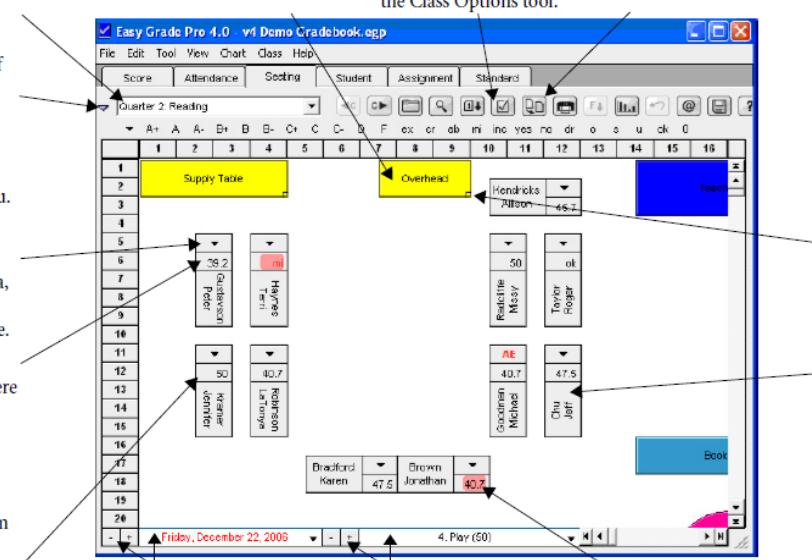 the Class Options tool.
Easy Grade Pro 4.0 - v4 Demo Gradebook.egp
File Edit Tool View Chart Class Help
Score Attendance Seating Student Assignment Standard
f
Quarter 2: Reading
A+ A A- B+ B B- C+ C C- D F ex cr ab mi inc yes no dr o s u ok 0
1 2 3 4 5 6 7 8 9 10 11 12 13 14 15 16
1
Supply Table
Overhead
2
Kendricks
Allison
46.7
3
u.
4
5
6
39.2
mi
50
ok
a,
7
Gustavson
Peter
Haynes
Terri
Radcliffe
Missy
Taylor
Roger
8
9
e.
10
11
AE
12
50
40.7
40.7
47.5
ere
13
Kramer
Jennifer
Robinson
LaTonya
Goodman
Michael
Chu
Jeff
14
15
16
17
Bradford
Karen
47.5
Brown
Jonathan
40.7
Book
18
19
20
m
- + Friday, December 22, 2006 - + 4. Play (50)